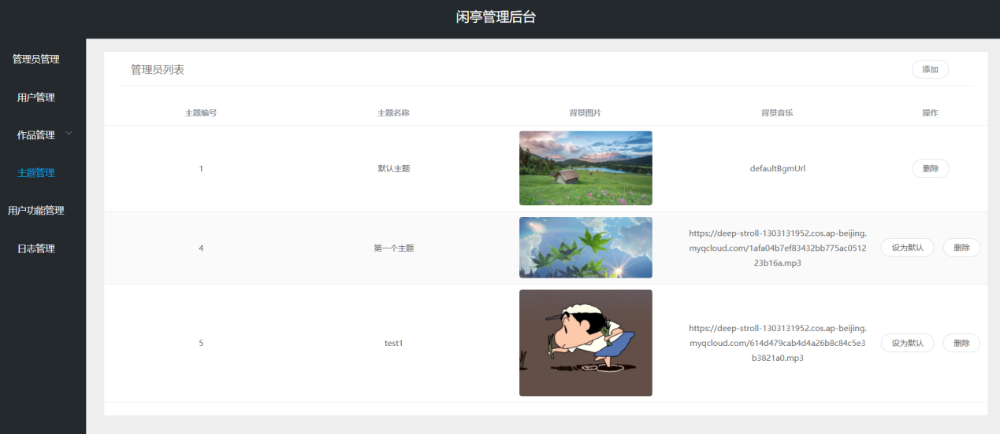 闲亭管理后台
管理员管理
用户管理
作品管理
主题管理
用户功能管理
日志管理
管理员列表
添加
主题编号 主题名称 背景图片 背景音乐 操作
1 默认主题 defaultBgmUrl 删除
https://deep-stroll-1303131952.cos.ap-beijing.
4 第一个主题 myqcloud.com/1afa04b7ef83432bb775ac0512 设为默认 删除
23b16a.mp3
https://deep-stroll-1303131952.cos.ap-beijing.
5 test1 myqcloud.com/614d479cab4d4a26b8c84c5e3 设为默认 删除
b3821a0.mp3